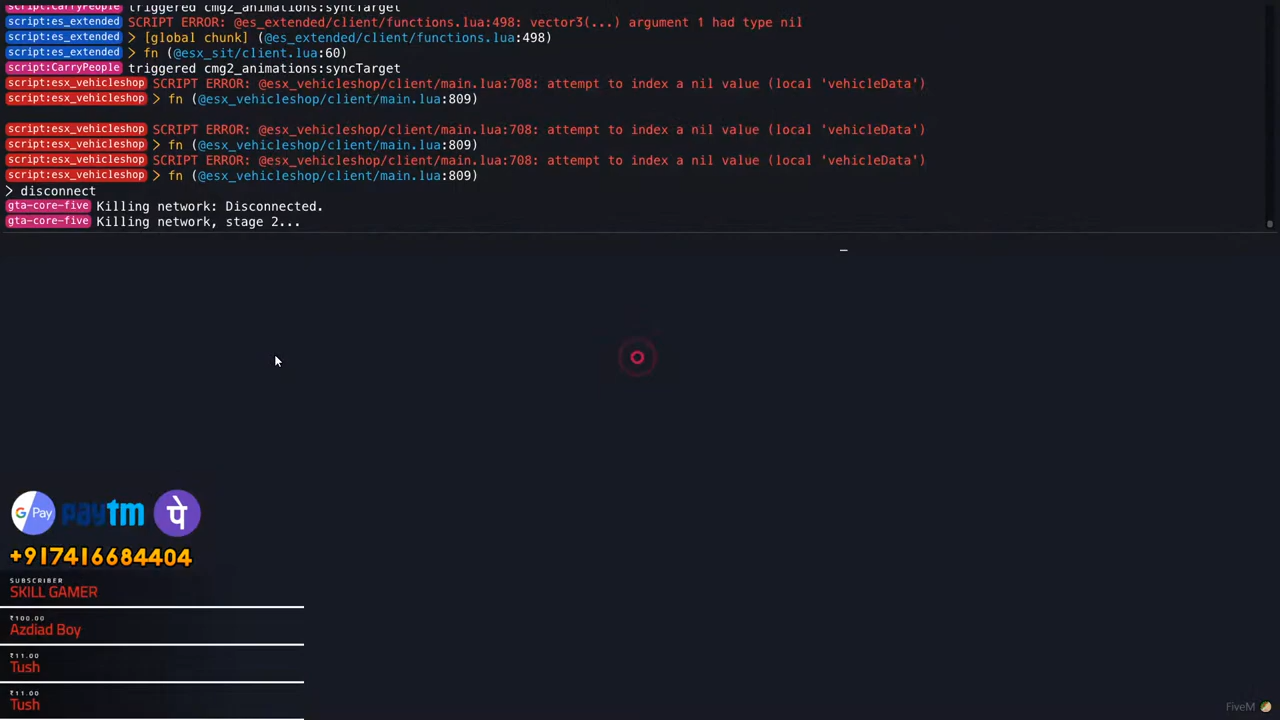 script:CarryPeople triggered cmg2_animations:syncTarget
script:es_extended SCRIPT ERROR: @es_extended/client/functions.lua:498: vector3(...) argument 1 had type nil
script:es_extended > [global chunk] (@es_extended/client/functions.lua:498)
script:es_extended > fn (@esx_sit/client.lua:60)
script:CarryPeople triggered cmg2_animations:syncTarget
script:esx_vehicleshop SCRIPT ERROR: @esx_vehicleshop/client/main.lua:708: attempt to index a nil value (local 'vehicleData')
script:esx_vehicleshop > fn (@esx_vehicleshop/client/main.lua:809)
script:esx_vehicleshop SCRIPT ERROR: @esx_vehicleshop/client/main.lua:708: attempt to index a nil value (local 'vehicleData')
script:esx_vehicleshop > fn (@esx_vehicleshop/client/main.lua:809)
script:esx_vehicleshop SCRIPT ERROR: @esx_vehicleshop/client/main.lua:708: attempt to index a nil value (local 'vehicleData')
script:esx_vehicleshop > fn (@esx_vehicleshop/client/main.lua:809)
> disconnect
gta-core-five Killing network: Disconnected.
gta-core-five Killing network, stage 2...
G Pay paytm पे
+917416684404
SUBSCRIBER
SKILL GAMER
₹100.00
Azdiad Boy
₹11.00
Tush
₹11.00
Tush
FiveM